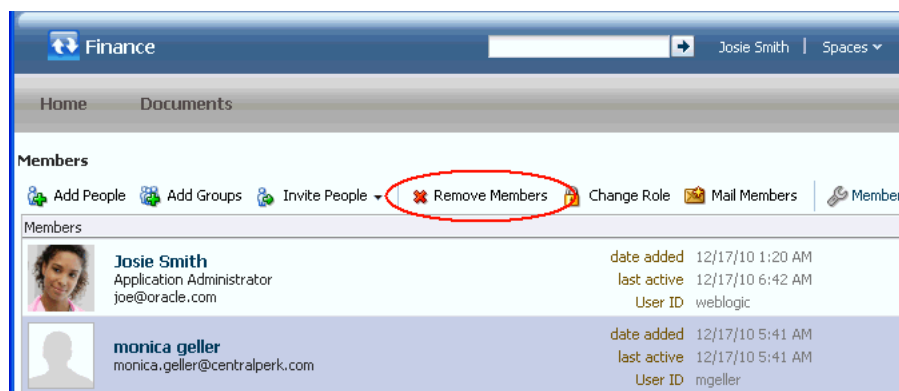 Finance
Josie Smith | Spaces
Home Documents
Members
Add People Add Groups Invite People Remove Members Change Role Mail Members Member
Members
Josie Smith date added 12/17/10 1:20 AM
Application Administrator last active 12/17/10 6:42 AM
joe@oracle.com User ID weblogic
monica geller date added 12/17/10 5:41 AM
monica.geller@centralperk.com last active 12/17/10 5:41 AM
User ID mgeller